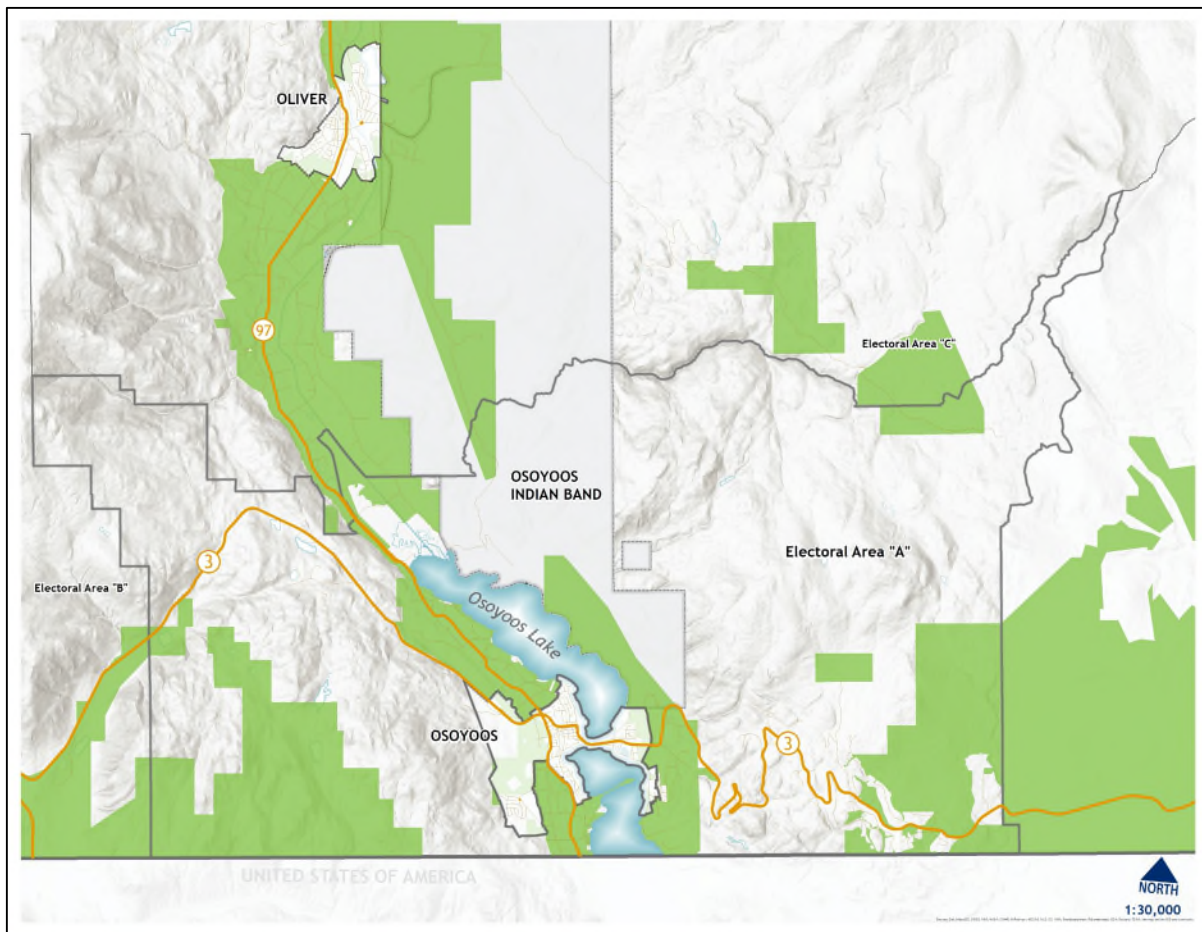 OLIVER
97
Electoral Area "C"
OSOYOOS
INDIAN BAND
Electoral Area "A"
3
Electoral Area "B"
Osoyoos Lake
OSOYOOS
3
UNITED STATES OF AMERICA
NORTH
1:30,000